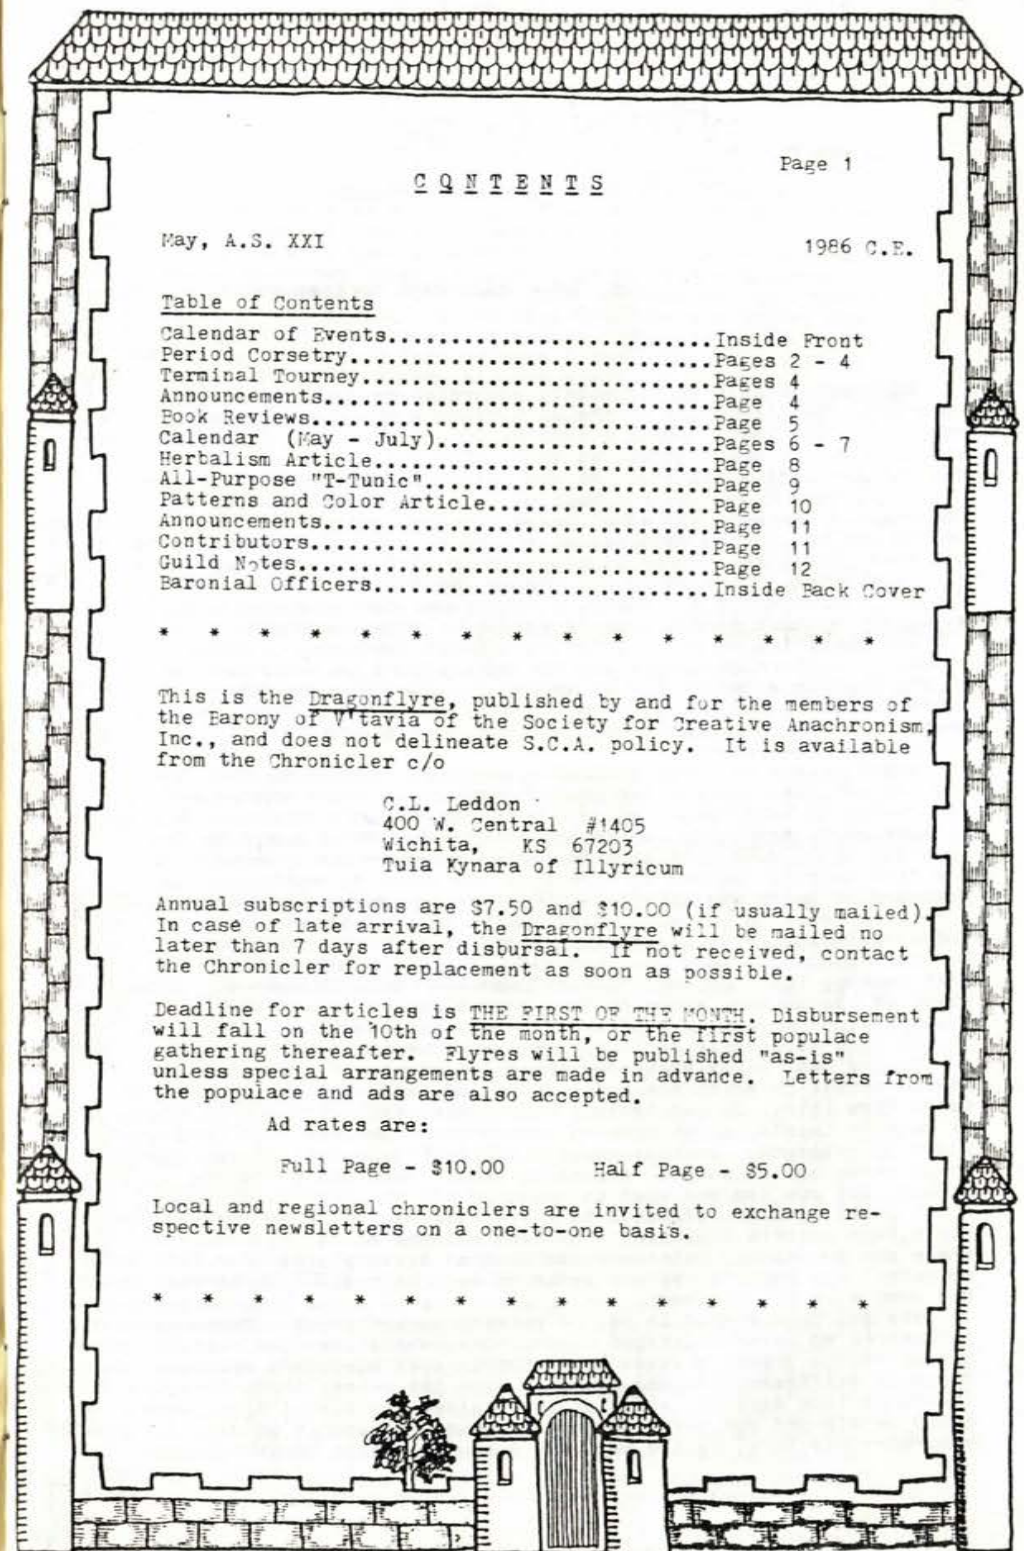 Page 1
CONTENTS
May, A.S. XXI 1986 C.E.
Table of Contents
Calendar of Events.........................Inside Front
Period Corsetry............................Pages 2 - 4
Terminal Tourney...........................Pages 4
Announcements..............................Page 4
Book Reviews...............................Page 5
Calendar (May - July).....................Pages 6 - 7
Herbalism Article..........................Page 8
All-Purpose "T-Tunic"......................Page 9
Patterns and Color Article.................Page 10
Announcements..............................Page 11
Contributors...............................Page 11
Guild Notes................................Page 12
Baronial Officers..........................Inside Back Cover
* * * * * * * * * * * * * * *
This is the Dragonflyre, published by and for the members of
the Barony of V'tavia of the Society for Creative Anachronism,
Inc., and does not delineate S.C.A. policy. It is available
from the Chronicler c/o
C.L. Leddon
400 W. Central #1405
Wichita, KS 67203
Tuia Kynara of Illyricum
Annual subscriptions are $7.50 and $10.00 (if usually mailed).
In case of late arrival, the Dragonflyre will be mailed no
later than 7 days after disbursal. If not received, contact
the Chronicler for replacement as soon as possible.
Deadline for articles is THE FIRST OF THE MONTH. Disbursement
will fall on the 10th of the month, or the first populace
gathering thereafter. Flyres will be published "as-is"
unless special arrangements are made in advance. Letters from
the populace and ads are also accepted.
Ad rates are:
Full Page - $10.00 Half Page - $5.00
Local and regional chroniclers are invited to exchange re-
spective newsletters on a one-to-one basis.
* * * * * * * * * * * * * * *